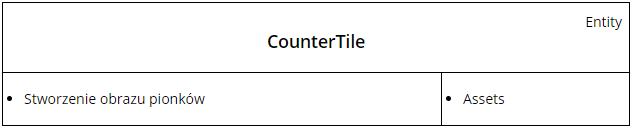 Entity
CounterTile
• Stworzenie obrazu pionków
• Assets